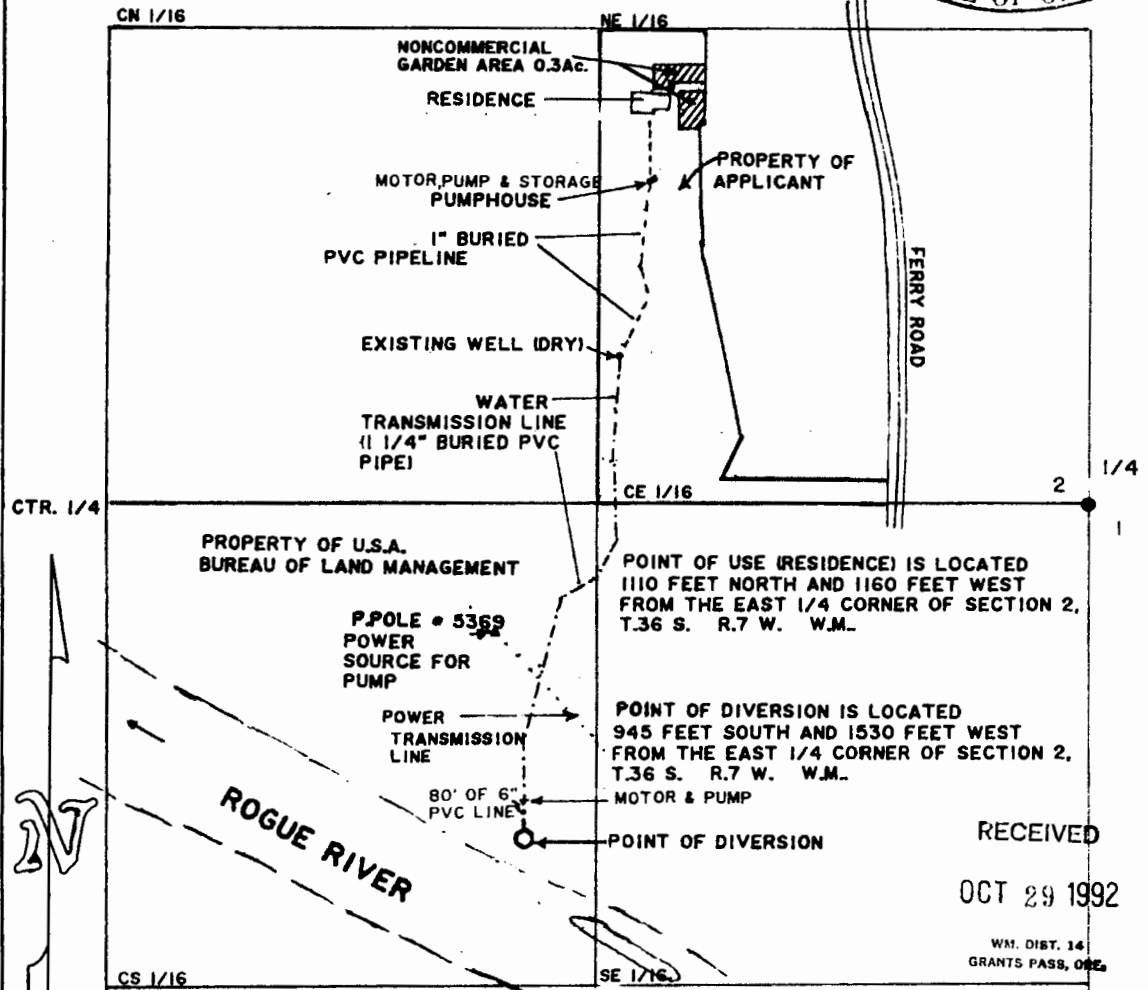 CN 1/16
NE 1/16
NONCOMMERCIAL
GARDEN AREA 0.3Ac.
RESIDENCE
PROPERTY OF
APPLICANT
MOTOR,PUMP & STORAGE
PUMPHOUSE
1" BURIED
PVC PIPELINE
FERRY ROAD
EXISTING WELL (DRY)
WATER
TRANSMISSION LINE
(1 1/4" BURIED PVC
PIPE)
CTR. 1/4
CE 1/16
2
1/4
1
PROPERTY OF U.S.A.
BUREAU OF LAND MANAGEMENT
POINT OF USE (RESIDENCE) IS LOCATED
1110 FEET NORTH AND 1160 FEET WEST
FROM THE EAST 1/4 CORNER OF SECTION 2,
T.36 S. R.7 W. W.M.
P.POLE # 5369
POWER
SOURCE FOR
PUMP
POWER
TRANSMISSION
LINE
POINT OF DIVERSION IS LOCATED
945 FEET SOUTH AND 1530 FEET WEST
FROM THE EAST 1/4 CORNER OF SECTION 2,
T.36 S. R.7 W. W.M.
80' OF 6"
PVC LINE
MOTOR & PUMP
POINT OF DIVERSION
N
ROGUE RIVER
RECEIVED
OCT 29 1992
WM. DIST. 14
GRANTS PASS, ORE.
CS 1/16
SE 1/16